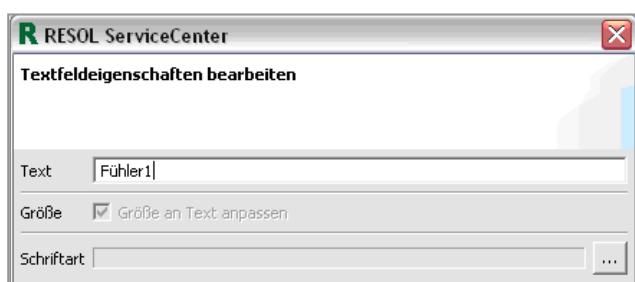 R RESOL ServiceCenter
Textfeldeigenschaften bearbeiten
Text Fühler1
Größe Größe an Text anpassen
Schriftart ...